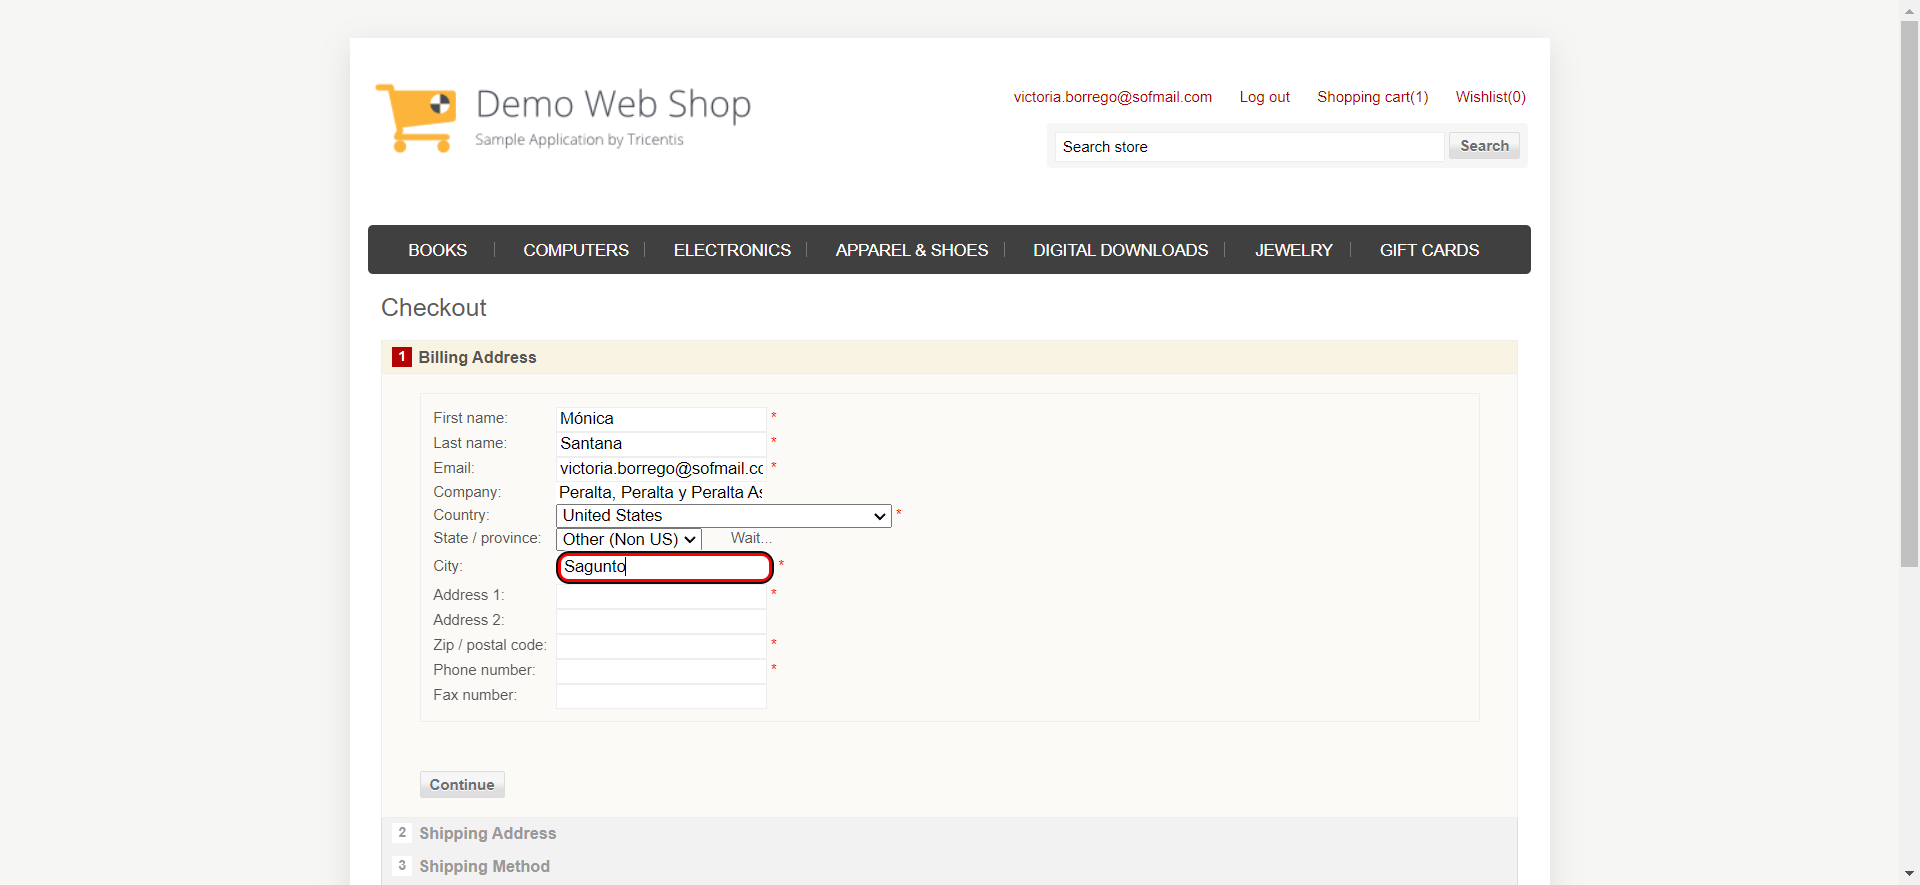 Demo Web Shop
Sample Application by Tricentis
victoria.borrego@sofmail.com Log out Shopping cart(1) Wishlist(0)
Search store Search
BOOKS COMPUTERS ELECTRONICS APPAREL & SHOES DIGITAL DOWNLOADS JEWELRY GIFT CARDS
Checkout
1 Billing Address
First name: Mónica *
Last name: Santana *
Email: victoria.borrego@sofmail.co *
Company: Peralta, Peralta y Peralta As
Country: United States *
State / province: Other (Non US) Wait...
City: Sagunto *
Address 1: *
Address 2:
Zip / postal code: *
Phone number: *
Fax number:
Continue
2 Shipping Address
3 Shipping Method